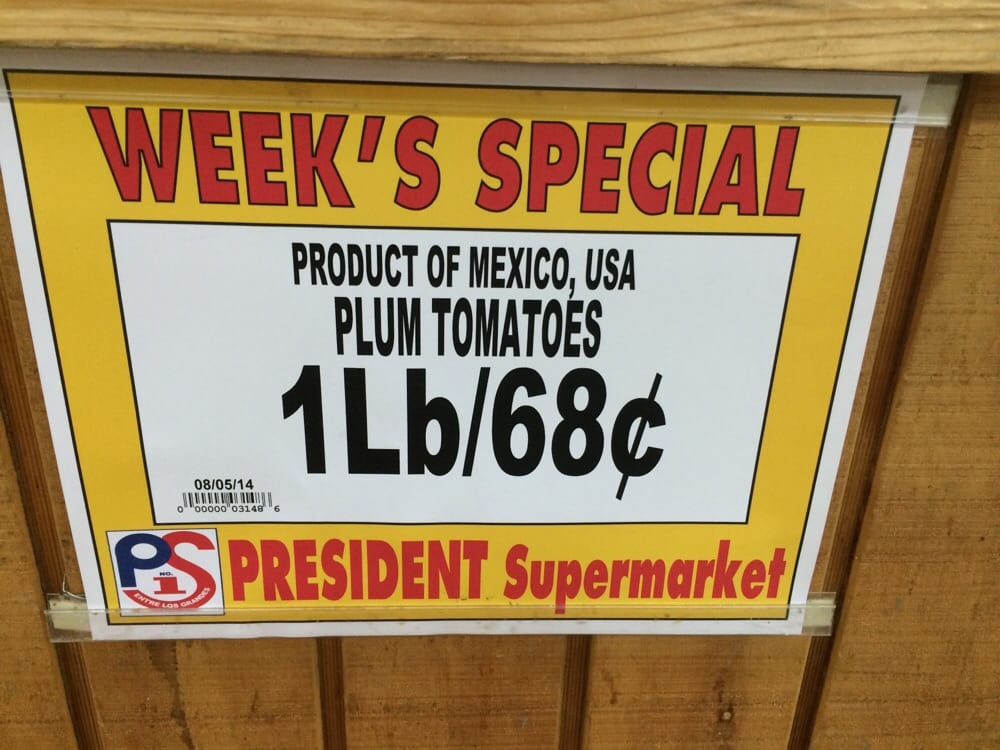 WEEK'S SPECIAL
PRODUCT OF MEXICO, USA
PLUM TOMATOES
1Lb/68¢
08/05/14
0 00000 03148 6
PS
NO.
1
ENTRE LOS GRANDES
PRESIDENT Supermarket